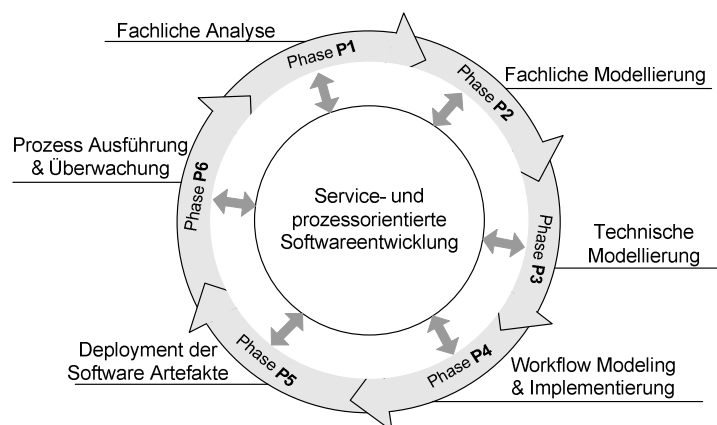 Fachliche Analyse
Phase P1
Phase P2
Fachliche Modellierung
Prozess Ausführung
& Überwachung
Phase P6
Service- und
prozessorientierte
Softwareentwicklung
Phase P3
Technische
Modellierung
Deployment der
Software Artefakte
Phase P5
Phase P4
Workflow Modeling
& Implementierung